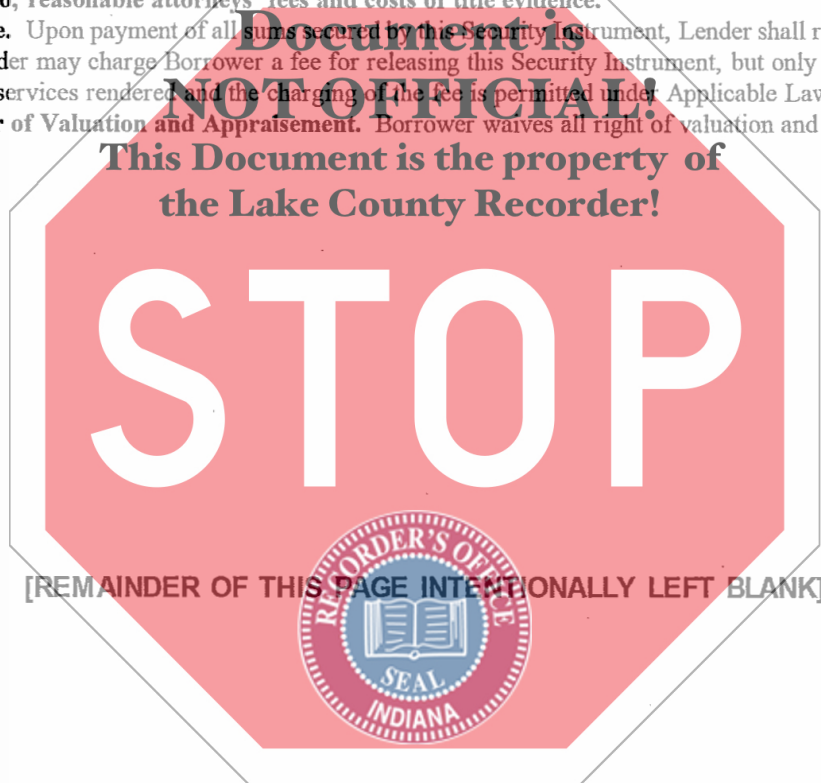 d, reasonable attorneys' fees and costs of title evidence.
e. Upon payment of all sums secured by this Security Instrument, Lender shall r
der may charge Borrower a fee for releasing this Security Instrument, but only
services rendered and the charging of the fee is permitted under Applicable Law
r of Valuation and Appraisement. Borrower waives all right of valuation and
Document is
NOT OFFICIAL!
This Document is the property of
the Lake County Recorder!
STOP
[REMAINDER OF THIS PAGE INTENTIONALLY LEFT BLANK]
RECORDER'S OFFICE
SEAL
INDIANA